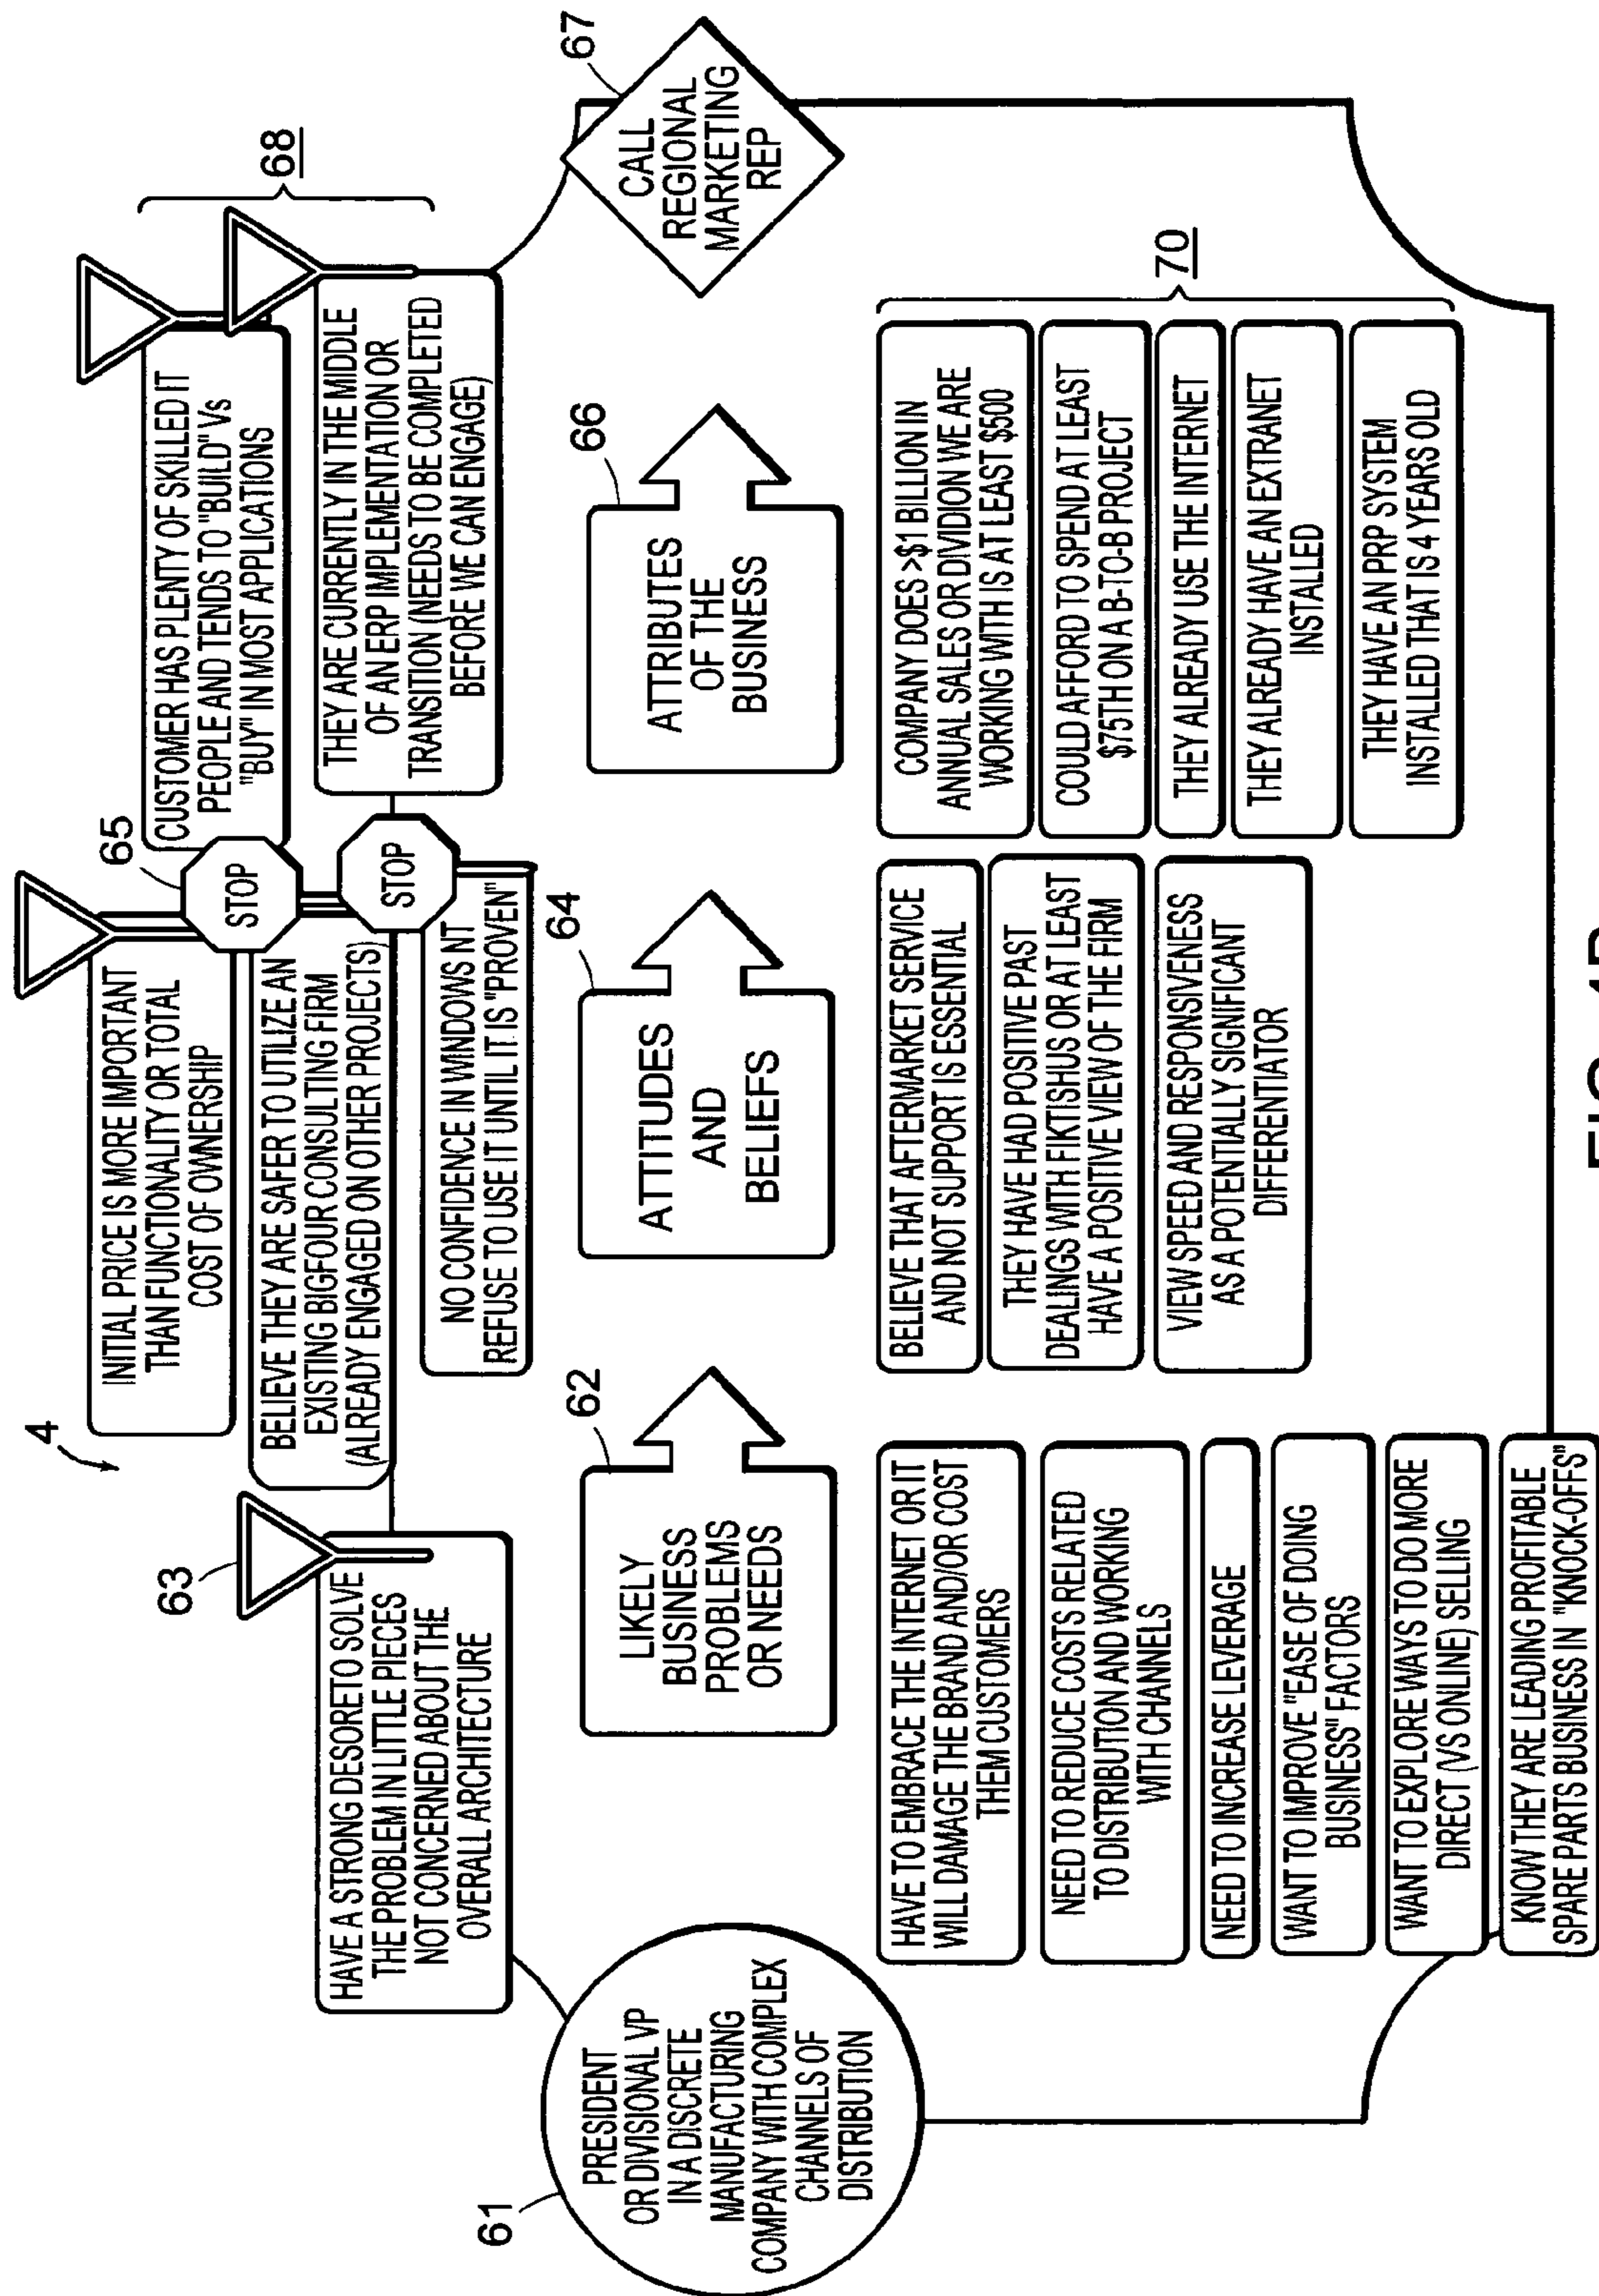 4
63
HAVE A STRONG DESORETO SOLVE
THE PROBLEM IN LITTLE PIECES
NOT CONCERNED ABOUT THE
OVERALL ARCHITECTURE
INITIAL PRICE IS MORE IMPORTANT
THAN FUNCTIONALITY OR TOTAL
COST OF OWNERSHIP
BELIEVE THEY ARE SAFER TO UTILIZE AN
EXISTING BIGFOUR CONSULTING FIRM
(ALREADY ENGAGED ON OTHER PROJECTS)
NO CONFIDENCE IN WINDOWS NT
REFUSE TO USE IT UNTIL IT IS "PROVEN"
65
STOP
STOP
CUSTOMER HAS PLENTY OF SKILLED IT
PEOPLE AND TENDS TO "BUILD" Vs
"BUY" IN MOST APPLICATIONS
THEY ARE CURRENTLY IN THE MIDDLE
OF AN ERP IMPLEMENTATION OR
TRANSITION (NEEDS TO BE COMPLETED
BEFORE WE CAN ENGAGE)
68
61
PRESIDENT
OR DIVISIONAL VP
IN A DISCRETE
MANUFACTURING
COMPANY WITH COMPLEX
CHANNELS OF
DISTRIBUTION
62
LIKELY
BUSINESS
PROBLEMS
OR NEEDS
64
ATTITUDES
AND
BELIEFS
66
ATTRIBUTES
OF THE
BUSINESS
67
CALL
REGIONAL
MARKETING
REP
HAVE TO EMBRACE THE INTERNET OR IT
WILL DAMAGE THE BRAND AND/OR COST
THEM CUSTOMERS
NEED TO REDUCE COSTS RELATED
TO DISTRIBUTION AND WORKING
WITH CHANNELS
NEED TO INCREASE LEVERAGE
WANT TO IMPROVE "EASE OF DOING
BUSINESS" FACTORS
WANT TO EXPLORE WAYS TO DO MORE
DIRECT (VS ONLINE) SELLING
KNOW THEY ARE LEADING PROFITABLE
SPARE PARTS BUSINESS IN "KNOCK-OFFS"
BELIEVE THAT AFTERMARKET SERVICE
AND NOT SUPPORT IS ESSENTIAL
THEY HAVE HAD POSITIVE PAST
DEALINGS WITH FIKTISHUS OR AT LEAST
HAVE A POSITIVE VIEW OF THE FIRM
VIEW SPEED AND RESPONSIVENESS
AS A POTENTIALLY SIGNIFICANT
DIFFERENTIATOR
COMPANY DOES >$1 BILLION IN
ANNUAL SALES OR DIVIDION WE ARE
WORKING WITH IS AT LEAST $500
COULD AFFORD TO SPEND AT LEAST
$75TH ON A B-TO-B PROJECT
THEY ALREADY USE THE INTERNET
THEY ALREADY HAVE AN EXTRANET
INSTALLED
THEY HAVE AN PRP SYSTEM
INSTALLED THAT IS 4 YEARS OLD
70